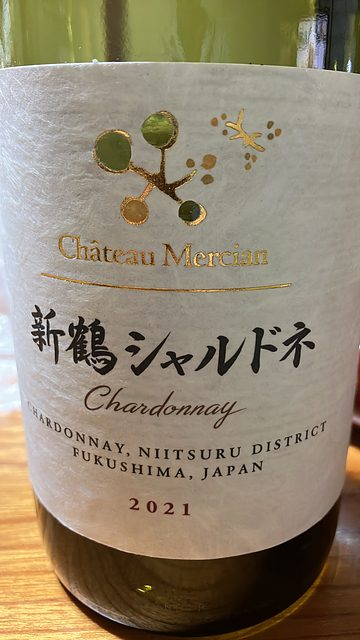 Château Mercian
新鶴シャルドネ
Chardonnay
CHARDONNAY, NIITSURU DISTRICT
FUKUSHIMA, JAPAN
2021